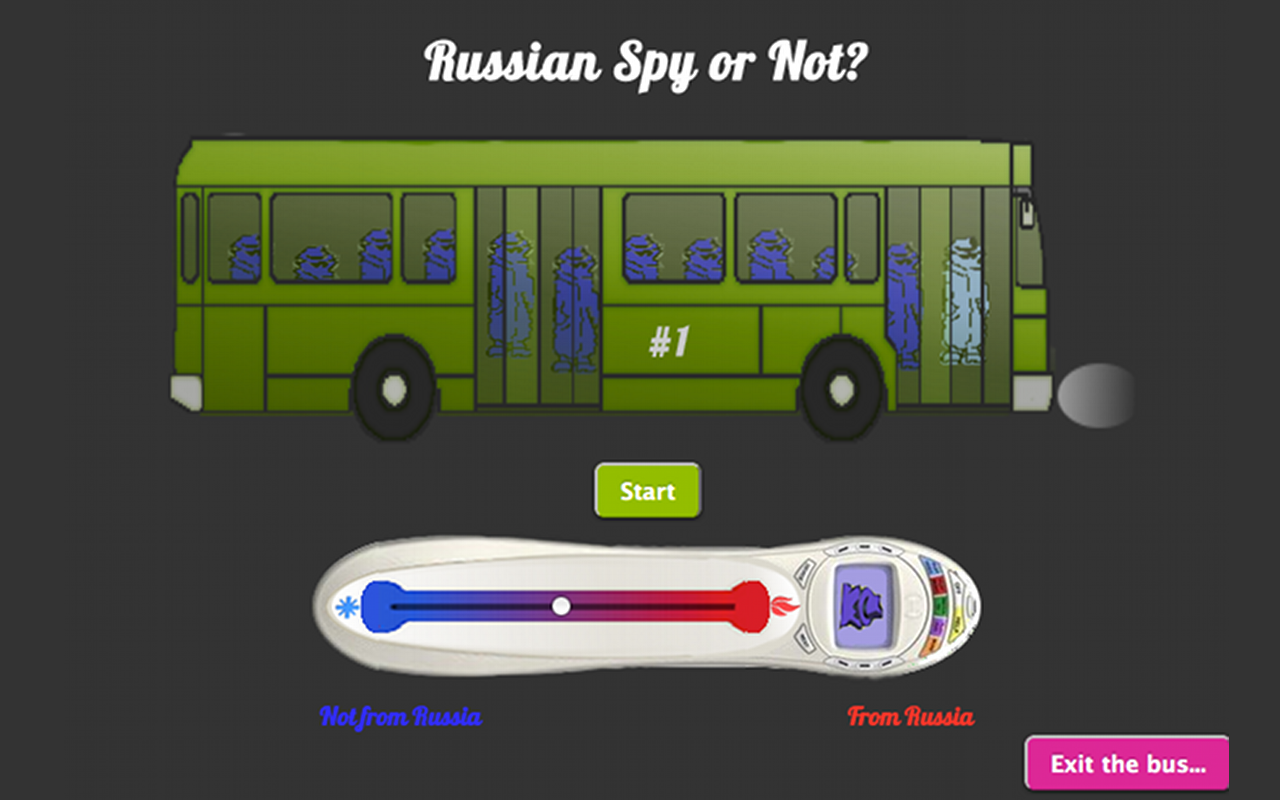 Russian Spy or Not?
#1
Start
Not from Russia
From Russia
Exit the bus...